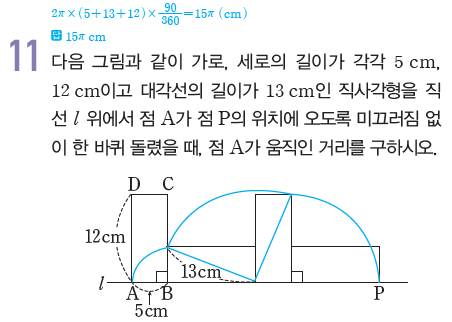 2π×(5+13+12)×90/360=15π (cm)
답 15π cm
11 다음 그림과 같이 가로, 세로의 길이가 각각 5 cm,
12 cm이고 대각선의 길이가 13 cm인 직사각형을 직
선 l 위에서 점 A가 점 P의 위치에 오도록 미끄러짐 없
이 한 바퀴 돌렸을 때, 점 A가 움직인 거리를 구하시오.
D C
12cm
13cm
l A B P
5cm